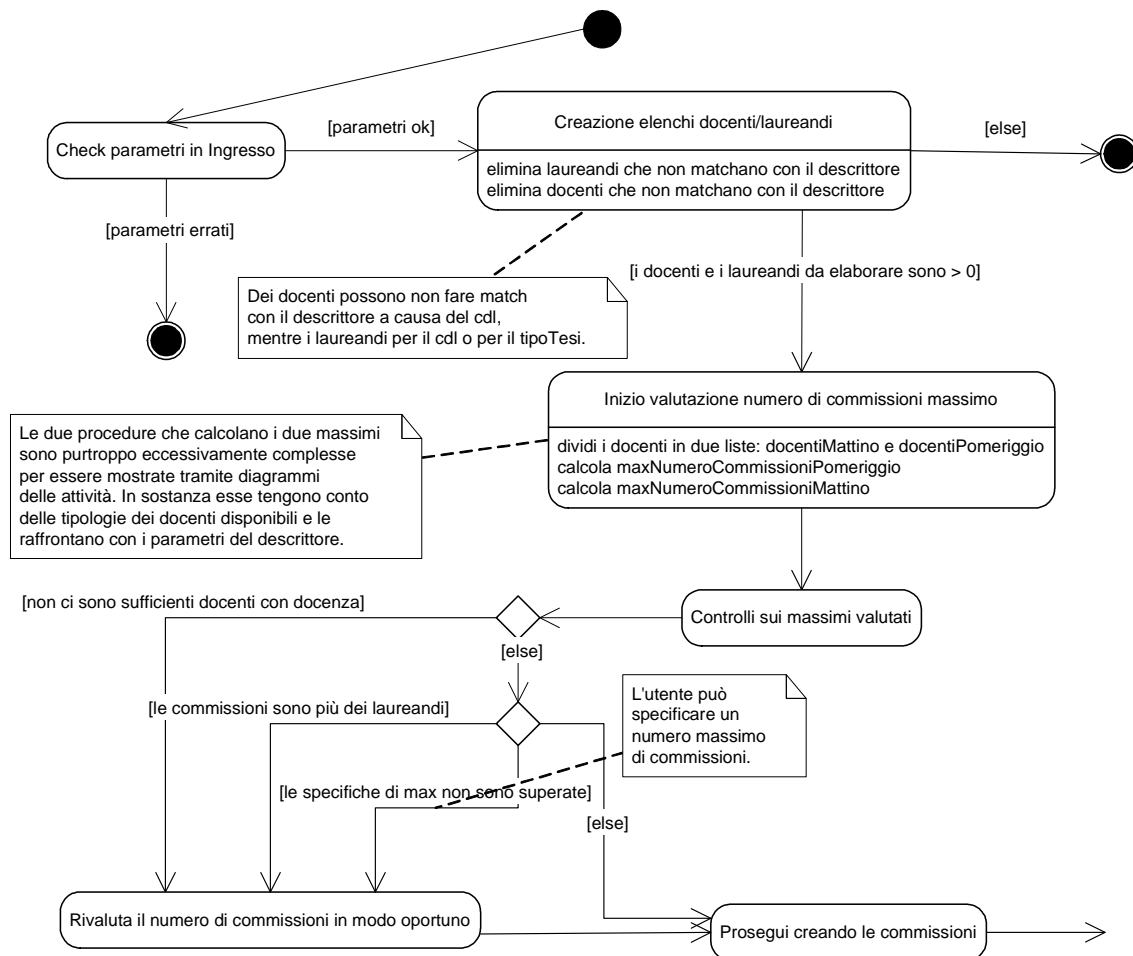 [parametri ok]
Creazione elenchi docenti/laureandi
[else]
Check parametri in Ingresso
elimina laureandi che non matchano con il descrittore
elimina docenti che non matchano con il descrittore
[parametri errati]
[i docenti e i laureandi da elaborare sono > 0]
Dei docenti possono non fare match
con il descrittore a causa del cdl,
mentre i laureandi per il cdl o per il tipoTesi.
Inizio valutazione numero di commissioni massimo
dividi i docenti in due liste: docentiMattino e docentiPomeriggio
calcola maxNumeroCommissioniPomeriggio
calcola maxNumeroCommissioniMattino
Le due procedure che calcolano i due massimi
sono purtroppo eccessivamente complesse
per essere mostrate tramite diagrammi
delle attività. In sostanza esse tengono conto
delle tipologie dei docenti disponibili e le
raffrontano con i parametri del descrittore.
[non ci sono sufficienti docenti con docenza]
Controlli sui massimi valutati
[else]
L'utente può
specificare un
numero massimo
di commissioni.
[le commissioni sono più dei laureandi]
[le specifiche di max non sono superate]
[else]
Rivaluta il numero di commissioni in modo oportuno
Prosegui creando le commissioni